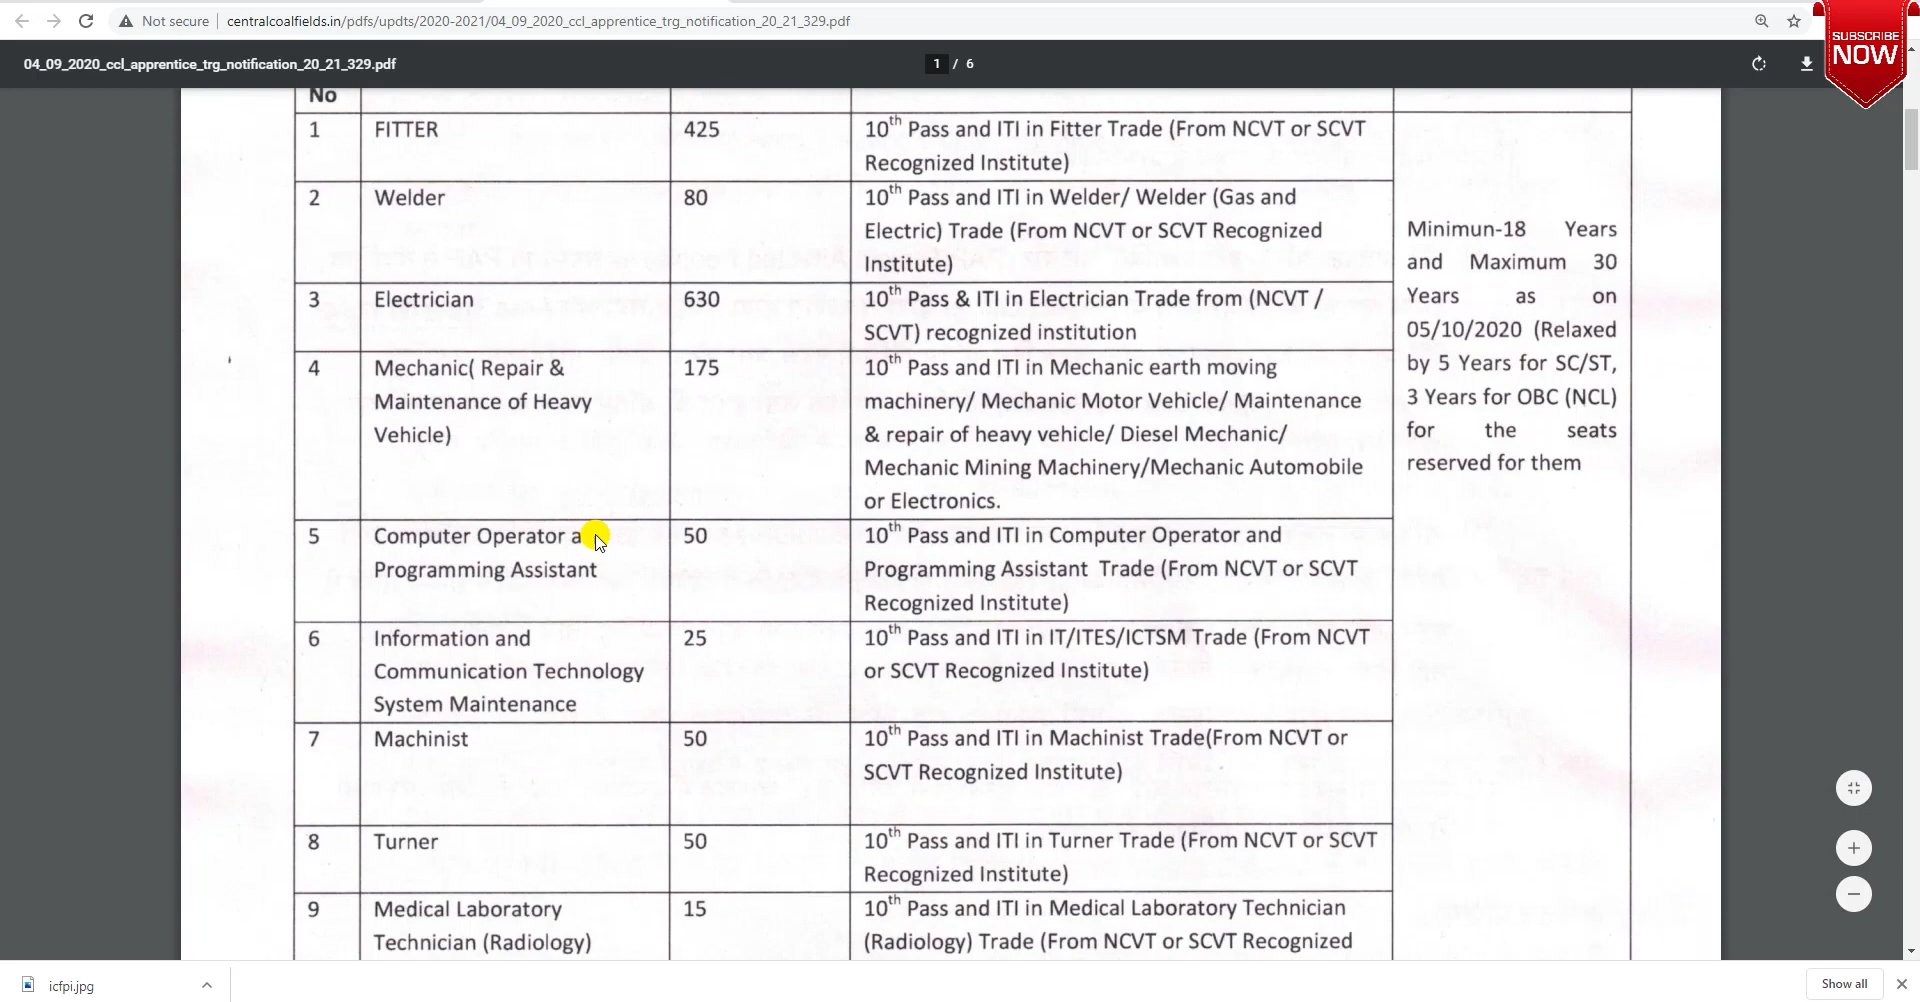 Not secure | centralcoalfields.in/pdfs/updts/2020-2021/04_09_2020_ccl_apprentice_trg_notification_20_21_329.pdf
SUBSCRIBE
NOW
04_09_2020_ccl_apprentice_trg_notification_20_21_329.pdf
1 / 6
No
1 FITTER 425 10th Pass and ITI in Fitter Trade (From NCVT or SCVT
Recognized Institute)
2 Welder 80 10th Pass and ITI in Welder/ Welder (Gas and
Electric) Trade (From NCVT or SCVT Recognized
Institute)
3 Electrician 630 10th Pass & ITI in Electrician Trade from (NCVT /
SCVT) recognized institution
4 Mechanic( Repair &
Maintenance of Heavy
Vehicle)
175
10th Pass and ITI in Mechanic earth moving
machinery/ Mechanic Motor Vehicle/ Maintenance
& repair of heavy vehicle/ Diesel Mechanic/
Mechanic Mining Machinery/Mechanic Automobile
or Electronics.
5 Computer Operator a
Programming Assistant
50
10th Pass and ITI in Computer Operator and
Programming Assistant Trade (From NCVT or SCVT
Recognized Institute)
6 Information and
Communication Technology
System Maintenance
25
10th Pass and ITI in IT/ITES/ICTSM Trade (From NCVT
or SCVT Recognized Institute)
7 Machinist 50 10th Pass and ITI in Machinist Trade(From NCVT or
SCVT Recognized Institute)
8 Turner 50 10th Pass and ITI in Turner Trade (From NCVT or SCVT
Recognized Institute)
9 Medical Laboratory
Technician (Radiology)
15
10th Pass and ITI in Medical Laboratory Technician
(Radiology) Trade (From NCVT or SCVT Recognized
Minimun-18 Years
and Maximum 30
Years as on
05/10/2020 (Relaxed
by 5 Years for SC/ST,
3 Years for OBC (NCL)
for the seats
reserved for them
icfpi.jpg
Show all